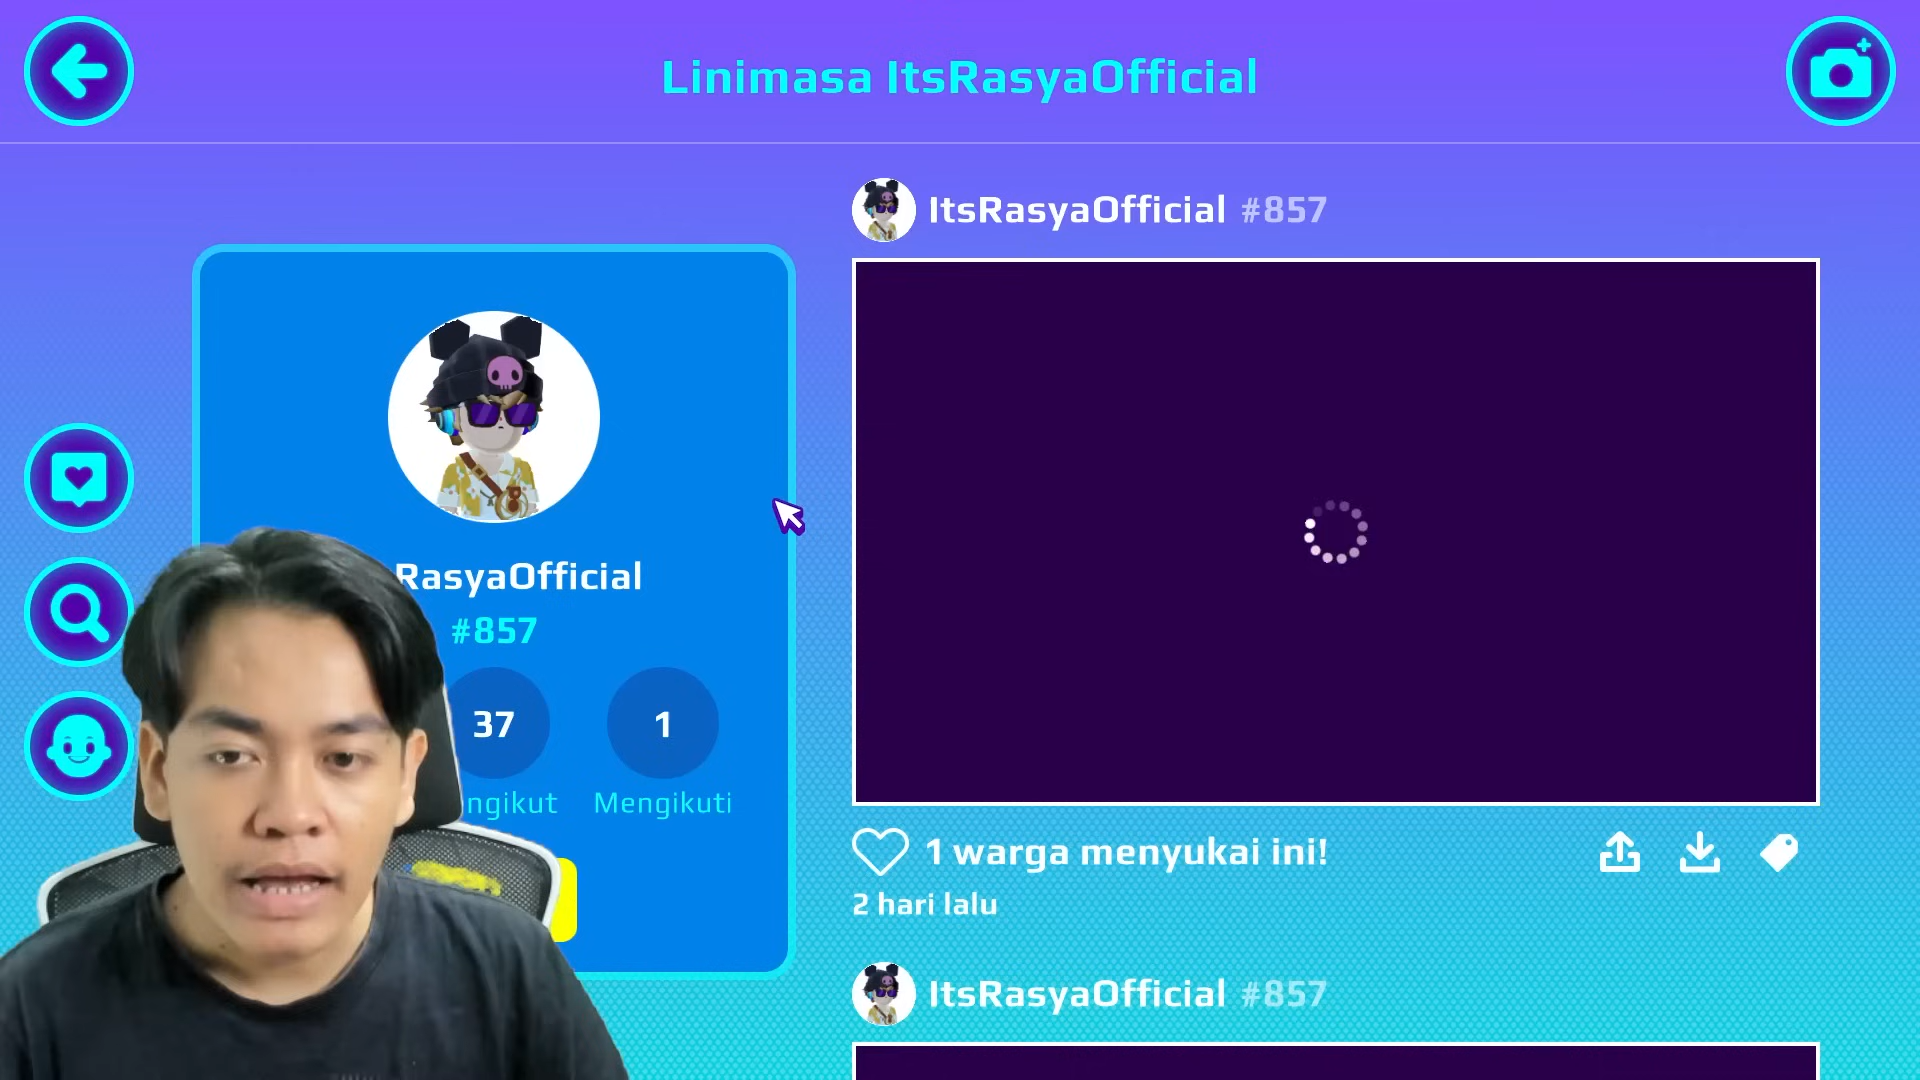 Linimasa ItsRasyaOfficial
ItsRasyaOfficial #857
RasyaOfficial
#857
37
1
ngikut
Mengikuti
1 warga menyukai ini!
2 hari lalu
ItsRasyaOfficial #857